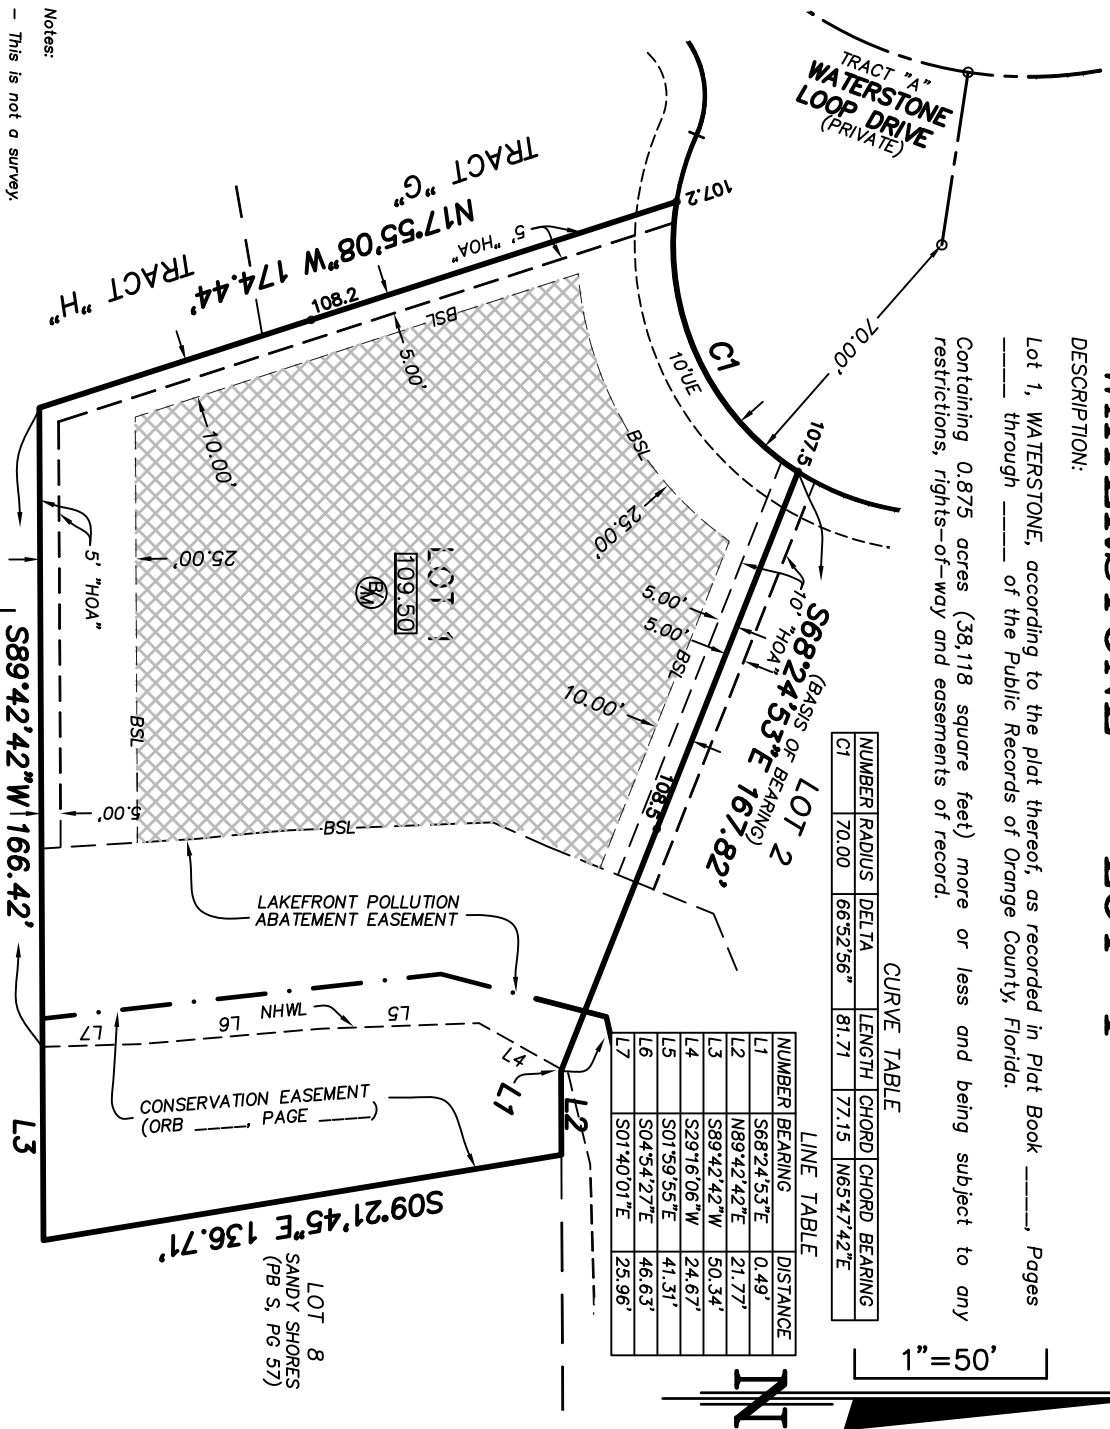 DESCRIPTION:
Lot 1, WATERSTONE, according to the plat thereof, as recorded in Plat Book _____, Pages
_____ through _____ of the Public Records of Orange County, Florida.
Containing 0.875 acres (38,118 square feet) more or less and being subject to any
restrictions, rights-of-way and easements of record.
CURVE TABLE
NUMBER RADIUS DELTA LENGTH CHORD CHORD BEARING
C1 70.00 66°52'56" 81.71 77.15 N65°47'42"E
LINE TABLE
NUMBER BEARING DISTANCE
L1 S68°24'53"E 0.49'
L2 N89°42'42"E 21.77'
L3 S89°42'42"W 50.34'
L4 S29°16'06"W 24.67'
L5 S01°59'55"E 41.31'
L6 S04°54'27"E 46.63'
L7 S01°40'01"E 25.96'
1"=50'
N
TRACT "A"
WATERSTONE
LOOP DRIVE
(PRIVATE)
70.00'
C1
10'UE
107.2
107.5
TRACT "G"
N17°55'08"W 174.44'
TRACT "H"
5' "HOA"
108.2
BSL
5.00'
10.00'
BSL
25.00'
LOT 1
109.50
B/M
25.00'
BSL
5' "HOA"
5.00'
5.00'
5.00'
BSL
10.00'
10' "HOA"
S68°24'53"E 167.82'
(BASIS OF BEARING)
LOT 2
108.5
BSL
LAKEFRONT POLLUTION
ABATEMENT EASEMENT
NHWL
L5
L6
L7
L4
L1
L2
L3
CONSERVATION EASEMENT
(ORB _____, PAGE _____)
S89°42'42"W 166.42'
S09°21'45"E 136.71'
LOT 8
SANDY SHORES
(PB S, PG 57)
Notes:
- This is not a survey.